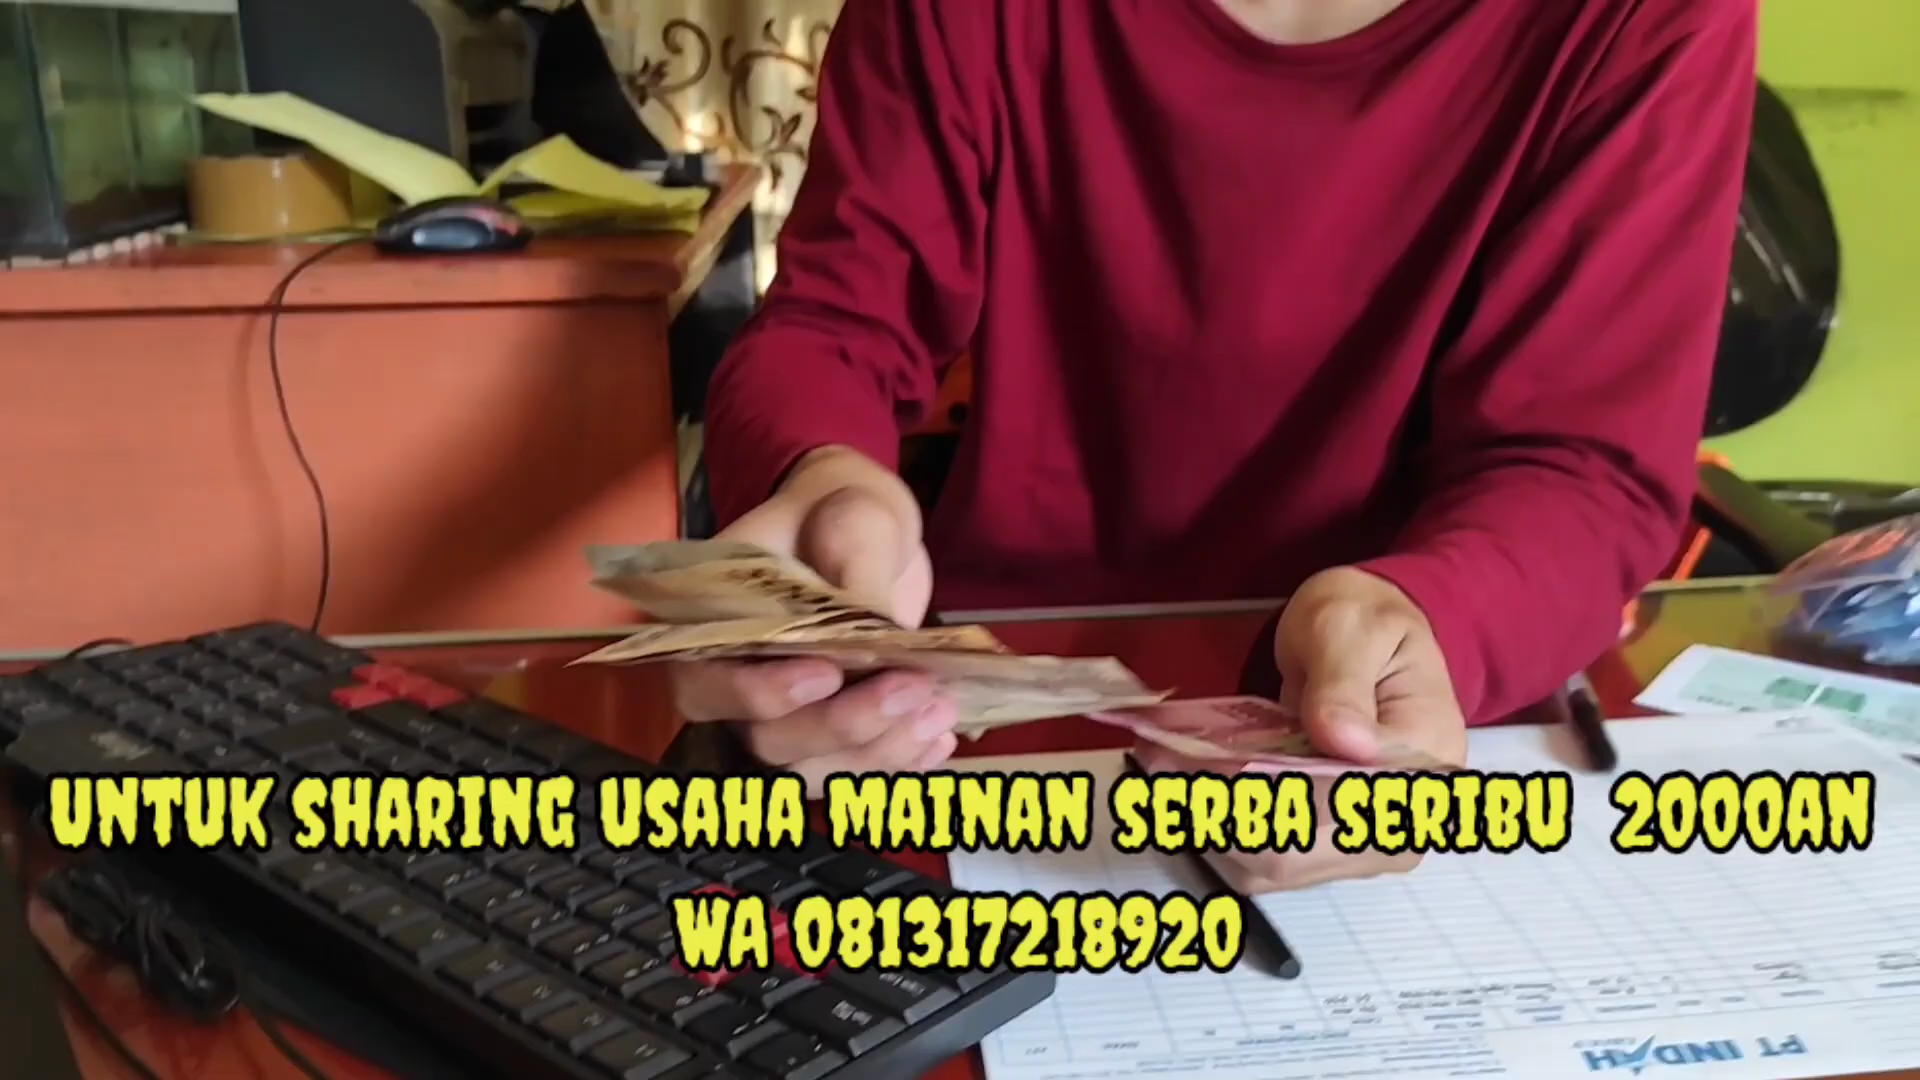 UNTUK SHARING USAHA MAINAN SERBA SERIBU 2000AN
WA 081317218920
PT INDAH